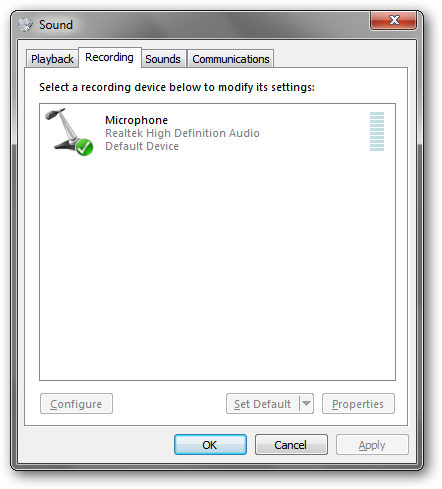 Sound
Playback Recording Sounds Communications
Select a recording device below to modify its settings:
Microphone
Realtek High Definition Audio
Default Device
Configure Set Default Properties
OK Cancel Apply